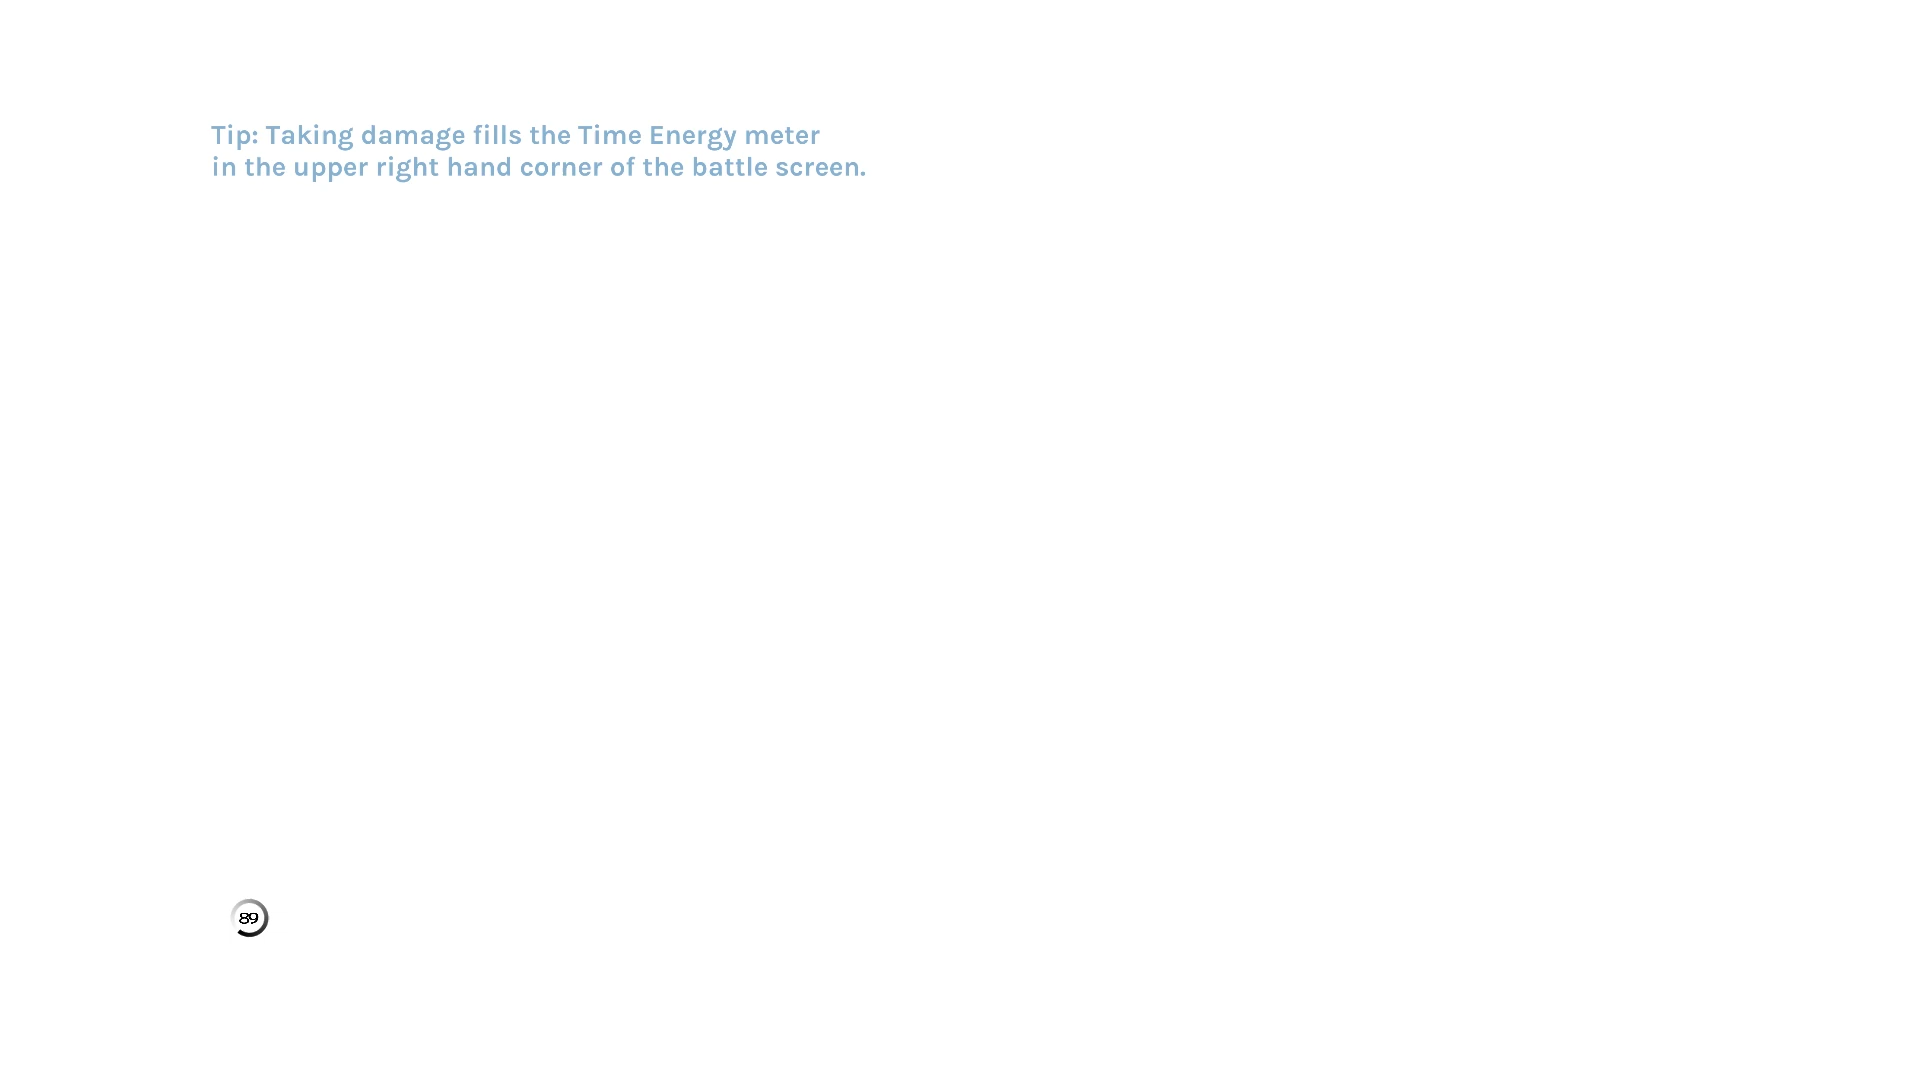 Tip: Taking damage fills the Time Energy meter
in the upper right hand corner of the battle screen.
89